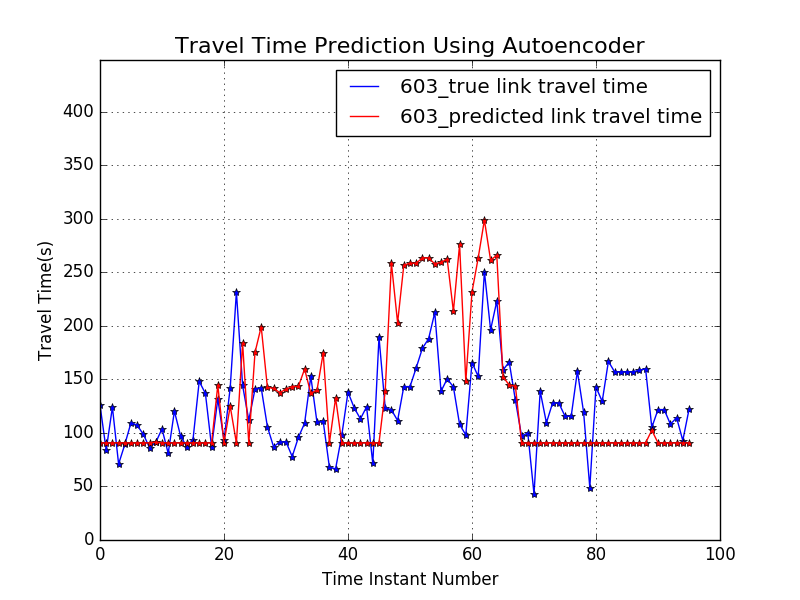 Travel Time Prediction Using Autoencoder
603_true link travel time
603_predicted link travel time
400
350
300
250
200
150
100
50
0
Travel Time(s)
0 20 40 60 80 100
Time Instant Number